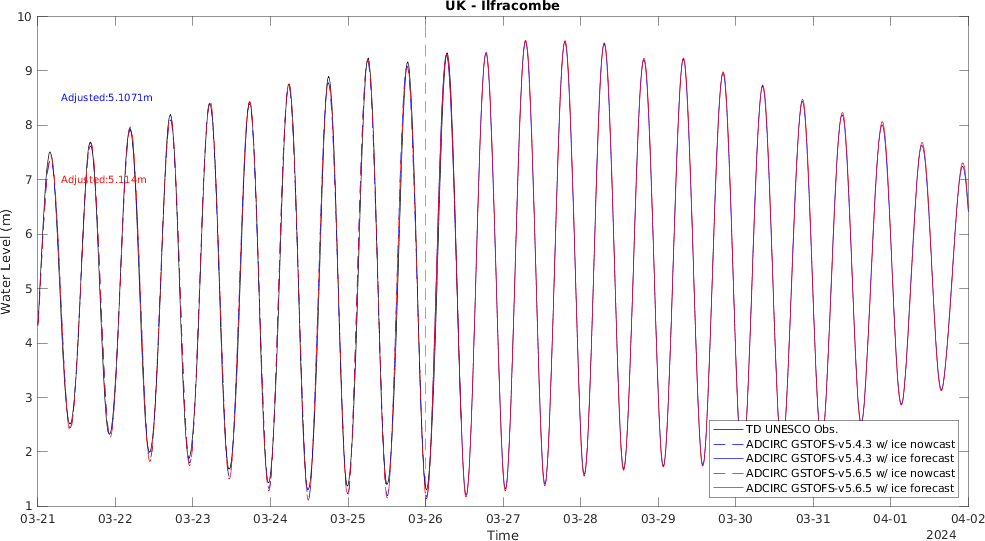 UK - Ilfracombe
10
9
8
7
6
5
4
3
2
1
Water Level (m)
Adjusted:5.1071m
Adjusted:5.114m
TD UNESCO Obs.
ADCIRC GSTOFS-v5.4.3 w/ ice nowcast
ADCIRC GSTOFS-v5.4.3 w/ ice forecast
ADCIRC GSTOFS-v5.6.5 w/ ice nowcast
ADCIRC GSTOFS-v5.6.5 w/ ice forecast
03-21 03-22 03-23 03-24 03-25 03-26 03-27 03-28 03-29 03-30 03-31 04-01 04-02
Time
2024